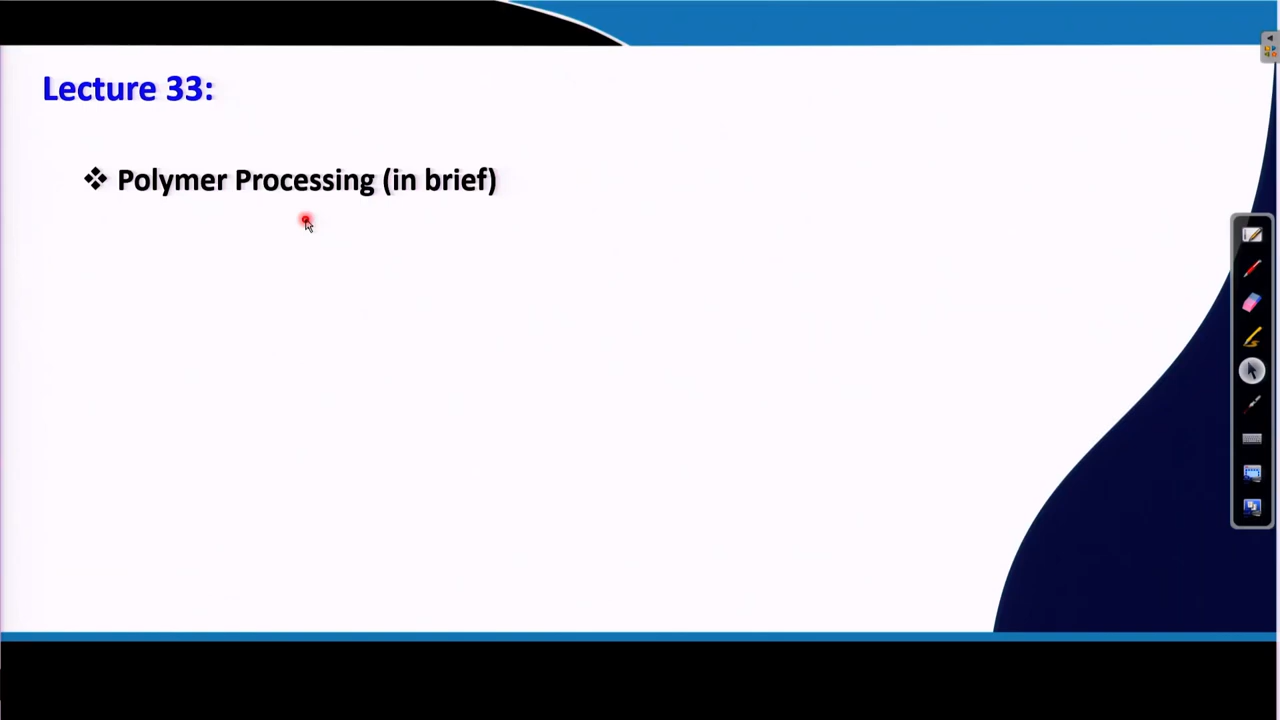 Lecture 33:
❖ Polymer Processing (in brief)